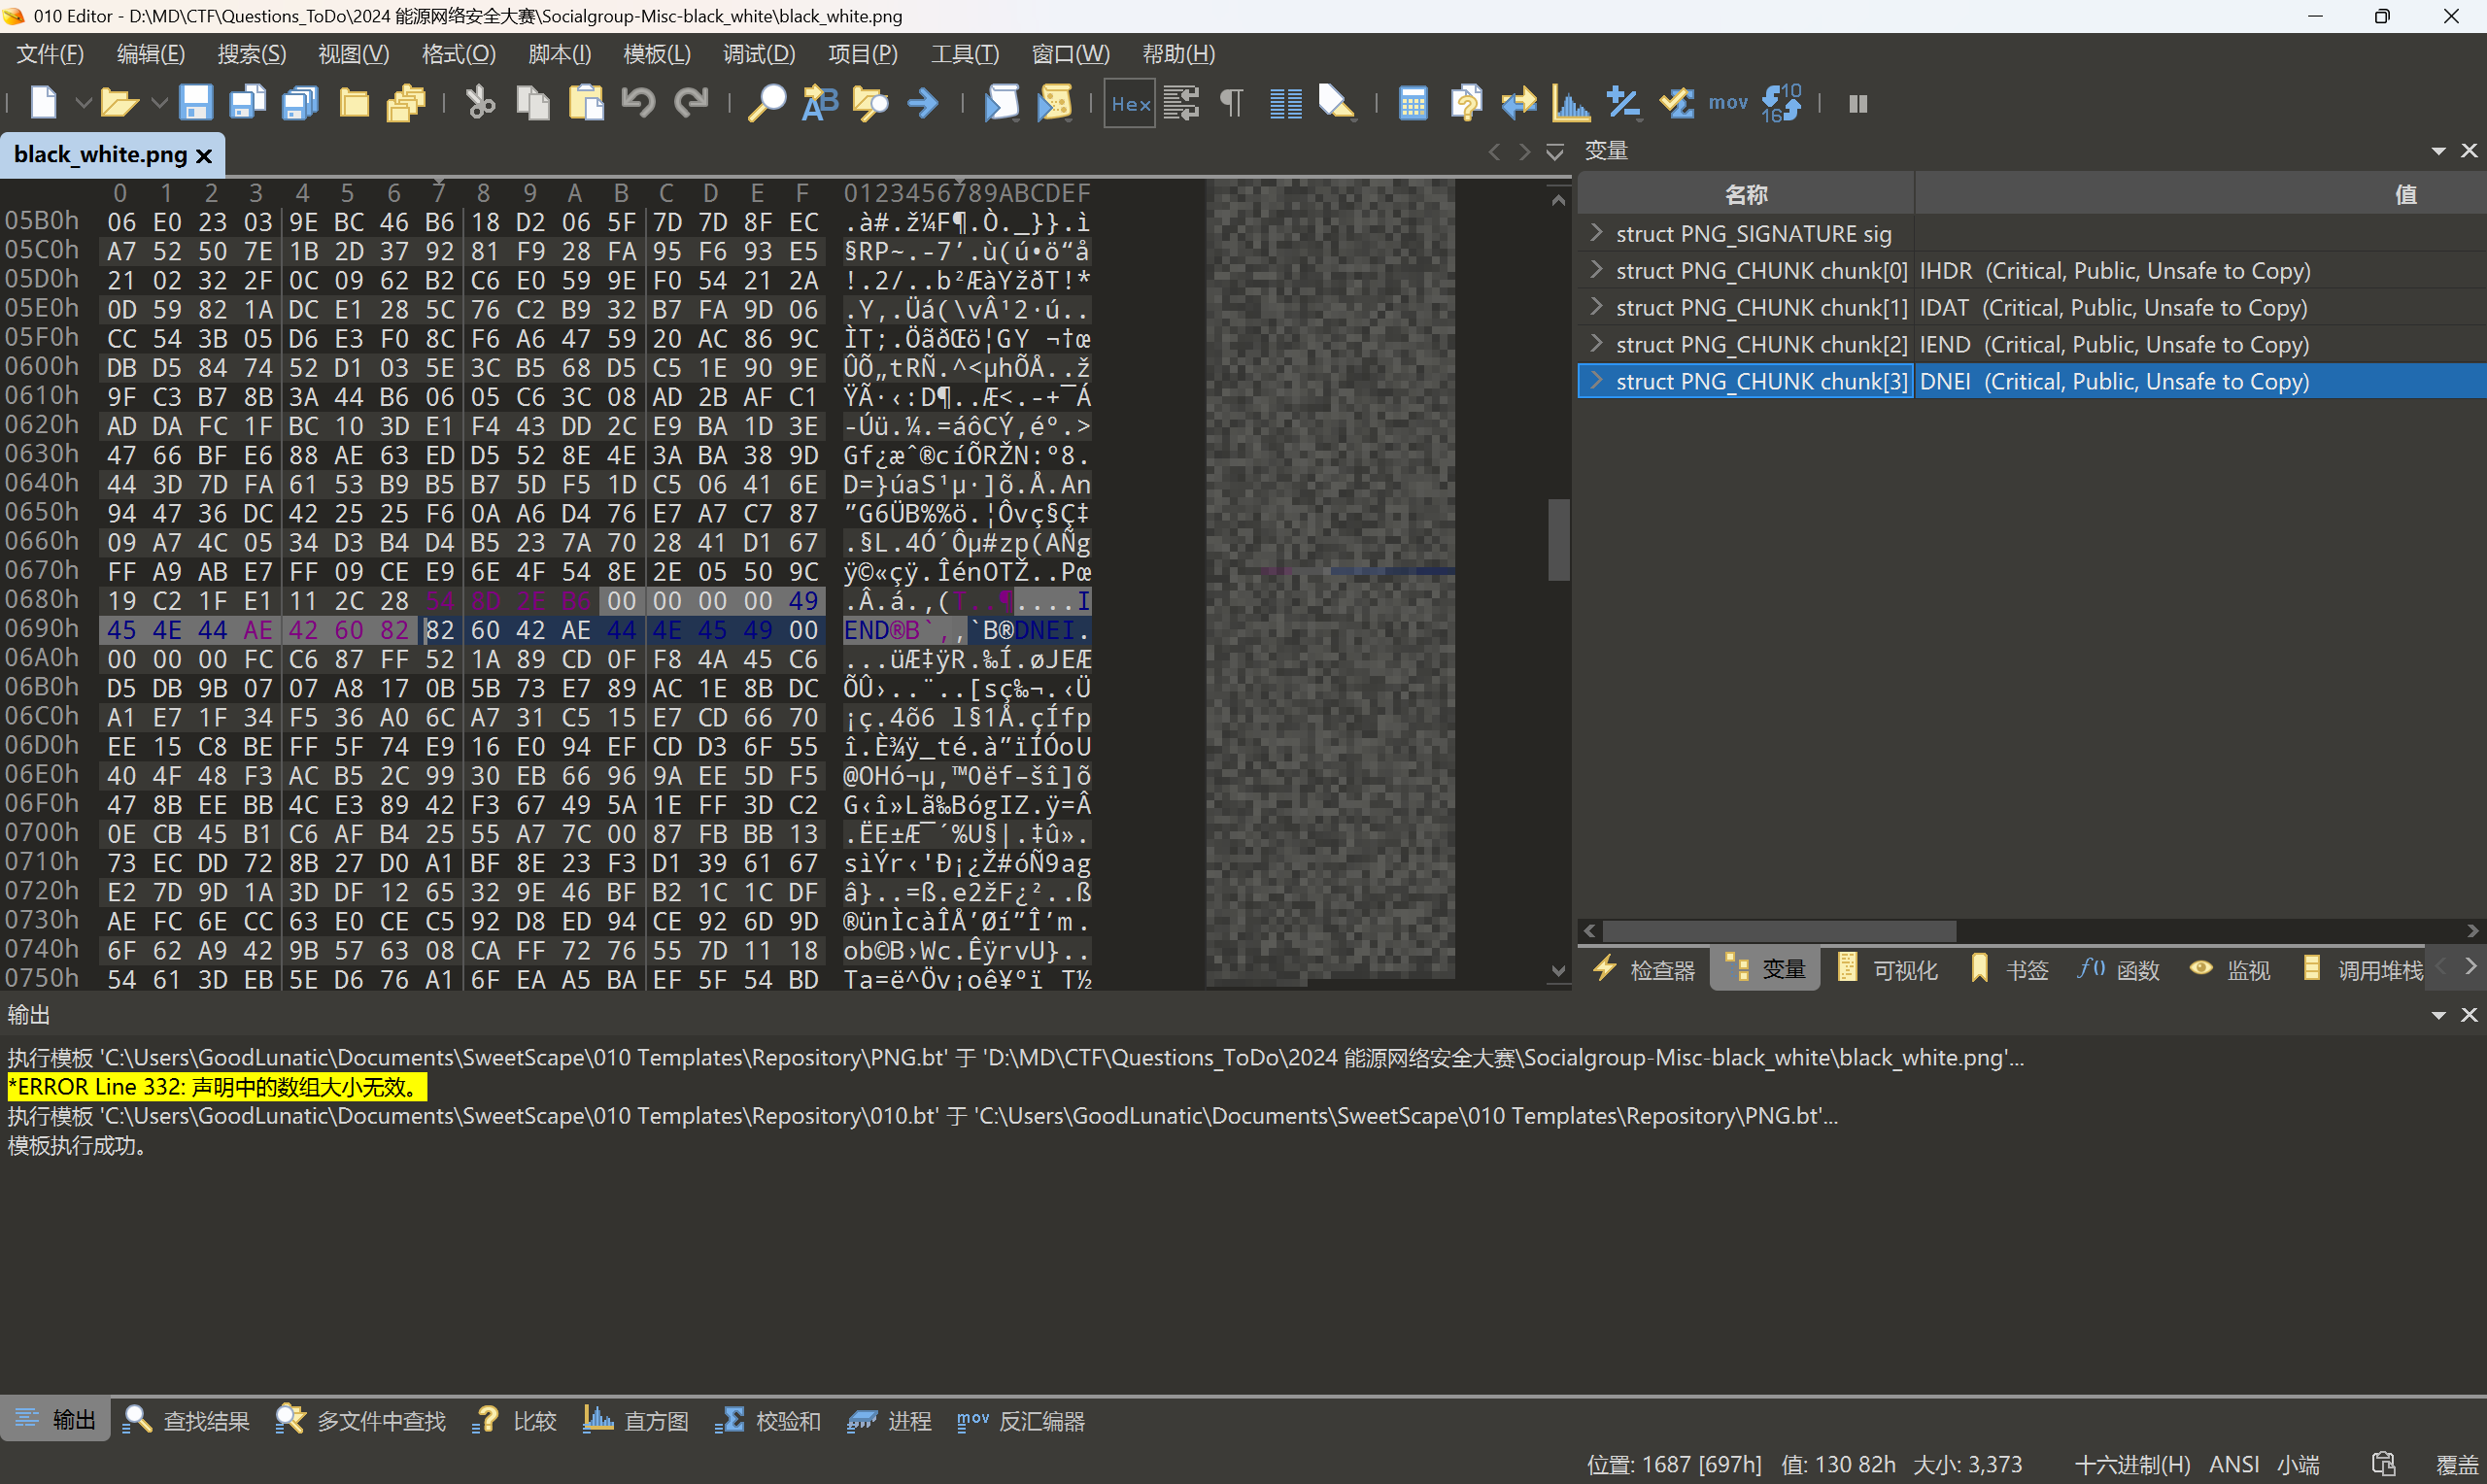 010 Editor - D:\MD\CTF\Questions_ToDo\2024 能源网络安全大赛\Socialgroup-Misc-black_white\black_white.png
文件(F) 编辑(E) 搜索(S) 视图(V) 格式(O) 脚本(I) 模板(L) 调试(D) 项目(P) 工具(T) 窗口(W) 帮助(H)
Hex mov
black_white.png
0 1 2 3 4 5 6 7 8 9 A B C D E F 0123456789ABCDEF
05B0h 06 E0 23 03 9E BC 46 B6 18 D2 06 5F 7D 7D 8F EC .à#.ž¼F¶.Ò._}}.ì
05C0h A7 52 50 7E 1B 2D 37 92 81 F9 28 FA 95 F6 93 E5 §RP~.-7’.ù(ú•ö“å
05D0h 21 02 32 2F 0C 09 62 B2 C6 E0 59 9E F0 54 21 2A !.2/..b²ÆàYžðT!*
05E0h 0D 59 82 1A DC E1 28 5C 76 C2 B9 32 B7 FA 9D 06 .Y‚.Üá(\vÂ¹2·ú..
05F0h CC 54 3B 05 D6 E3 F0 8C F6 A6 47 59 20 AC 86 9C ÌT;.ÖãðŒö¦GY ¬†œ
0600h DB D5 84 74 52 D1 03 5E 3C B5 68 D5 C5 1E 90 9E ÛÕ„tRÑ.^<µhÕÅ..ž
0610h 9F C3 B7 8B 3A 44 B6 06 05 C6 3C 08 AD 2B AF C1 ŸÃ·‹:D¶..Æ<.-+¯Á
0620h AD DA FC 1F BC 10 3D E1 F4 43 DD 2C E9 BA 1D 3E -Úü.¼.=áôCÝ,éº.>
0630h 47 66 BF E6 88 AE 63 ED D5 52 8E 4E 3A BA 38 9D Gf¿æˆ®cíÕRŽN:º8.
0640h 44 3D 7D FA 61 53 B9 B5 B7 5D F5 1D C5 06 41 6E D=}úaS¹µ·]õ.Å.An
0650h 94 47 36 DC 42 25 25 F6 0A A6 D4 76 E7 A7 C7 87 ”G6ÜB%%ö.¦Ôvç§Ç‡
0660h 09 A7 4C 05 34 D3 B4 D4 B5 23 7A 70 28 41 D1 67 .§L.4Ó´Ôµ#zp(AÑg
0670h FF A9 AB E7 FF 09 CE E9 6E 4F 54 8E 2E 05 50 9C ÿ©«çÿ.ÎénOTŽ..Pœ
0680h 19 C2 1F E1 11 2C 28 54 8D 2E B6 00 00 00 00 49 .Â.á.,(T..¶....I
0690h 45 4E 44 AE 42 60 82 82 60 42 AE 44 4E 45 49 00 END®B`‚‚`B®DNEI.
06A0h 00 00 00 FC C6 87 FF 52 1A 89 CD 0F F8 4A 45 C6 ...üÆ‡ÿR.‰Í.øJEÆ
06B0h D5 DB 9B 07 07 A8 17 0B 5B 73 E7 89 AC 1E 8B DC ÕÛ›..¨..[sç‰¬.‹Ü
06C0h A1 E7 1F 34 F5 36 A0 6C A7 31 C5 15 E7 CD 66 70 ¡ç.4õ6 l§1Å.çÍfp
06D0h EE 15 C8 BE FF 5F 74 E9 16 E0 94 EF CD D3 6F 55 î.È¾ÿ_té.à”ïÍÓoU
06E0h 40 4F 48 F3 AC B5 2C 99 30 EB 66 96 9A EE 5D F5 @OHó¬µ,™0ëf–šî]õ
06F0h 47 8B EE BB 4C E3 89 42 F3 67 49 5A 1E FF 3D C2 G‹î»Lã‰BógIZ.ÿ=Â
0700h 0E CB 45 B1 C6 AF B4 25 55 A7 7C 00 87 FB BB 13 .ËE±Æ¯´%U§|.‡û».
0710h 73 EC DD 72 8B 27 D0 A1 BF 8E 23 F3 D1 39 61 67 sìÝr‹'Ð¡¿Ž#óÑ9ag
0720h E2 7D 9D 1A 3D DF 12 65 32 9E 46 BF B2 1C 1C DF â}..=ß.e2žF¿²..ß
0730h AE FC 6E CC 63 E0 CE C5 92 D8 ED 94 CE 92 6D 9D ®ünÌcàÎÅ’Øí”Î’m.
0740h 6F 62 A9 42 9B 57 63 08 CA FF 72 76 55 7D 11 18 ob©B›Wc.ÊÿrvU}..
0750h 54 61 3D EB 5E D6 76 A1 6F EA A5 BA EF 5F 54 BD Ta=ë^Öv¡oê¥ºï_T½
变量
名称 值
struct PNG_SIGNATURE sig
struct PNG_CHUNK chunk[0] IHDR (Critical, Public, Unsafe to Copy)
struct PNG_CHUNK chunk[1] IDAT (Critical, Public, Unsafe to Copy)
struct PNG_CHUNK chunk[2] IEND (Critical, Public, Unsafe to Copy)
struct PNG_CHUNK chunk[3] DNEI (Critical, Public, Unsafe to Copy)
检查器 变量 可视化 书签 函数 监视 调用堆栈
输出
执行模板 'C:\Users\GoodLunatic\Documents\SweetScape\010 Templates\Repository\PNG.bt' 于 'D:\MD\CTF\Questions_ToDo\2024 能源网络安全大赛\Socialgroup-Misc-black_white\black_white.png'...
*ERROR Line 332: 声明中的数组大小无效。
执行模板 'C:\Users\GoodLunatic\Documents\SweetScape\010 Templates\Repository\010.bt' 于 'C:\Users\GoodLunatic\Documents\SweetScape\010 Templates\Repository\PNG.bt'...
模板执行成功。
输出 查找结果 多文件中查找 比较 直方图 校验和 进程 mov 反汇编器
位置: 1687 [697h] 值: 130 82h 大小: 3,373 十六进制(H) ANSI 小端 覆盖